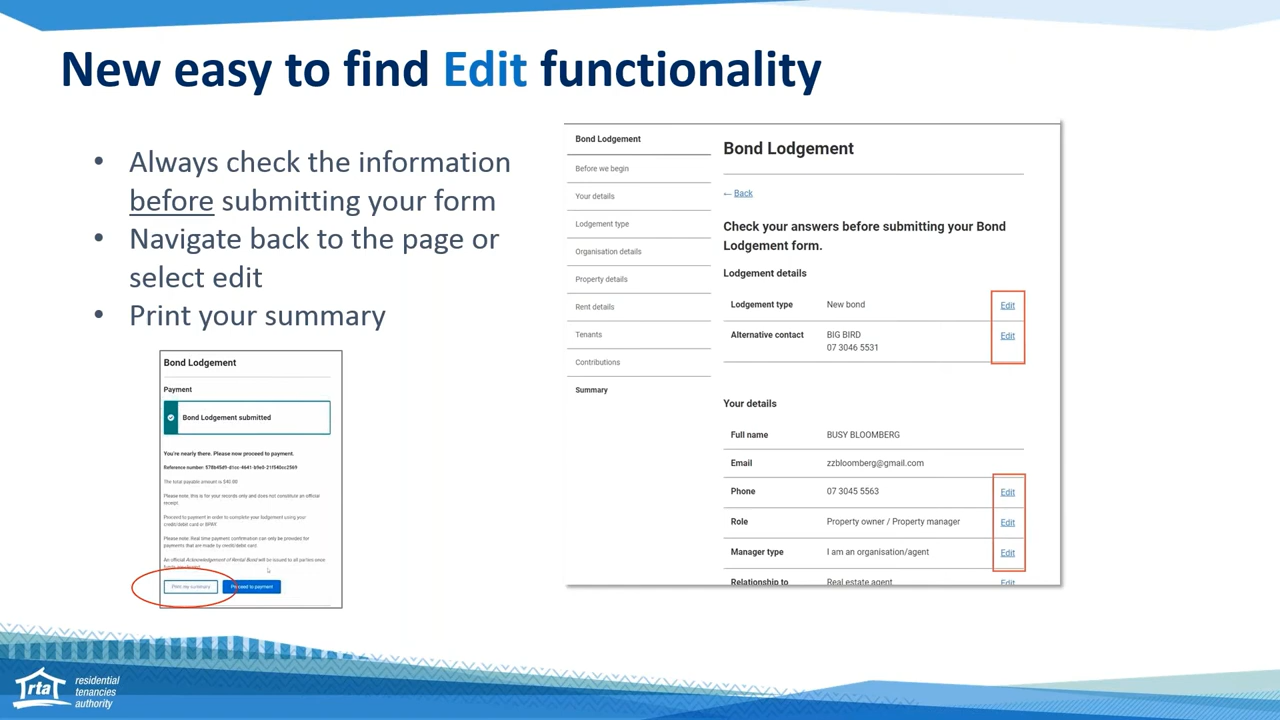 New easy to find Edit functionality
• Always check the information
before submitting your form
• Navigate back to the page or
select edit
• Print your summary
Bond Lodgement
Payment
Bond Lodgement submitted
You're nearly there. Please now proceed to payment.
The total payable amount is $40.00
Please note: this is for your records only and does not constitute an official
receipt.
Proceed to payment in order to complete your lodgement using your
credit/debit card or BPAY.
Please note: Real time payment confirmation can only be provided for
payments that are made by credit/debit card.
An official Acknowledgement of Rental Bond will be issued to all parties once
Print my summary
Proceed to payment
Bond Lodgement
Before we begin
Your details
Lodgement type
Organisation details
Property details
Rent details
Tenants
Contributions
Summary
Bond Lodgement
← Back
Check your answers before submitting your Bond
Lodgement form.
Lodgement details
Lodgement type New bond Edit
Alternative contact BIG BIRD Edit
07 3046 5531
Your details
Full name BUSY BLOOMBERG
Email zzbloomberg@gmail.com
Phone 07 3045 5563 Edit
Role Property owner / Property manager Edit
Manager type I am an organisation/agent Edit
Relationship to Real estate agent Edit
rta residential
tenancies
authority